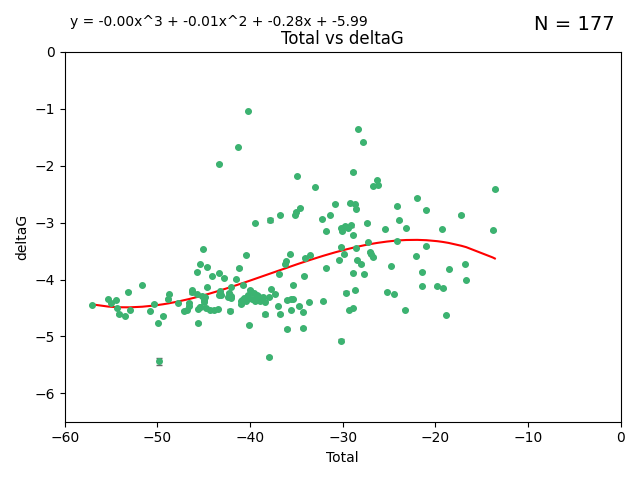 y = -0.00x^3 + -0.01x^2 + -0.28x + -5.99
N = 177
Total vs deltaG
0
−1
−2
−3
−4
−5
−6
deltaG
−60 −50 −40 −30 −20 −10 0
Total